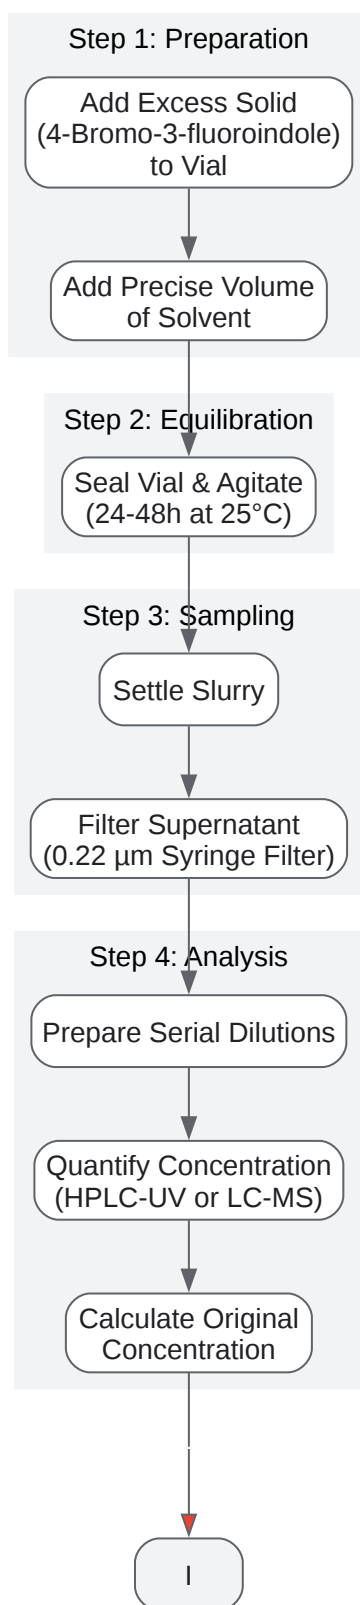 Step 1: Preparation
Add Excess Solid
(4-Bromo-3-fluoroindole)
to Vial
Add Precise Volume
of Solvent
Step 2: Equilibration
Seal Vial & Agitate
(24-48h at 25°C)
Step 3: Sampling
Settle Slurry
Filter Supernatant
(0.22 µm Syringe Filter)
Step 4: Analysis
Prepare Serial Dilutions
Quantify Concentration
(HPLC-UV or LC-MS)
Calculate Original
Concentration
I